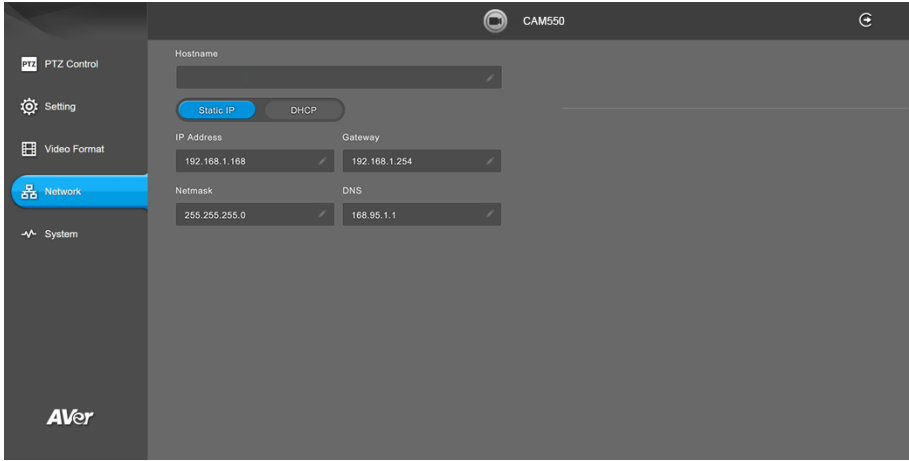 CAM550
PTZ PTZ Control
Setting
Video Format
Network
System
AVer
Hostname
Static IP DHCP
IP Address Gateway
192.168.1.168 192.168.1.254
Netmask DNS
255.255.255.0 168.95.1.1